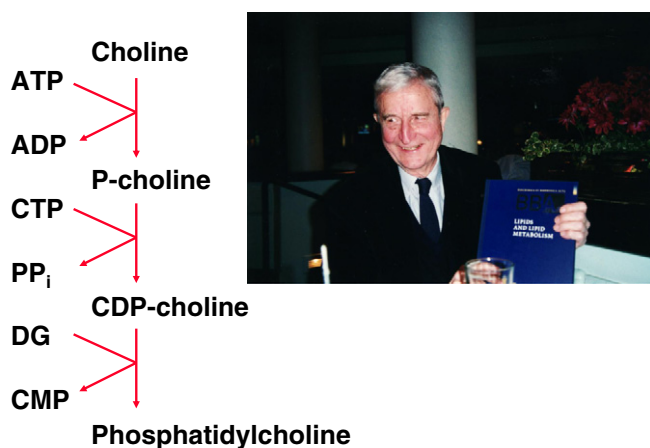 Choline
ATP
ADP
P-choline
CTP
PPi
CDP-choline
DG
CMP
Phosphatidylcholine
LIPIDS
AND LIPID
METABOLISM